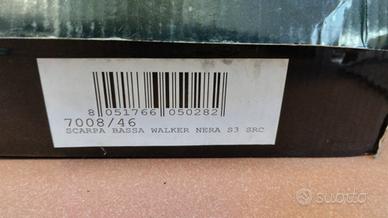 8 051766 050282
7008/46
SCARPA BASSA WALKER NERA S3 SRC
subito